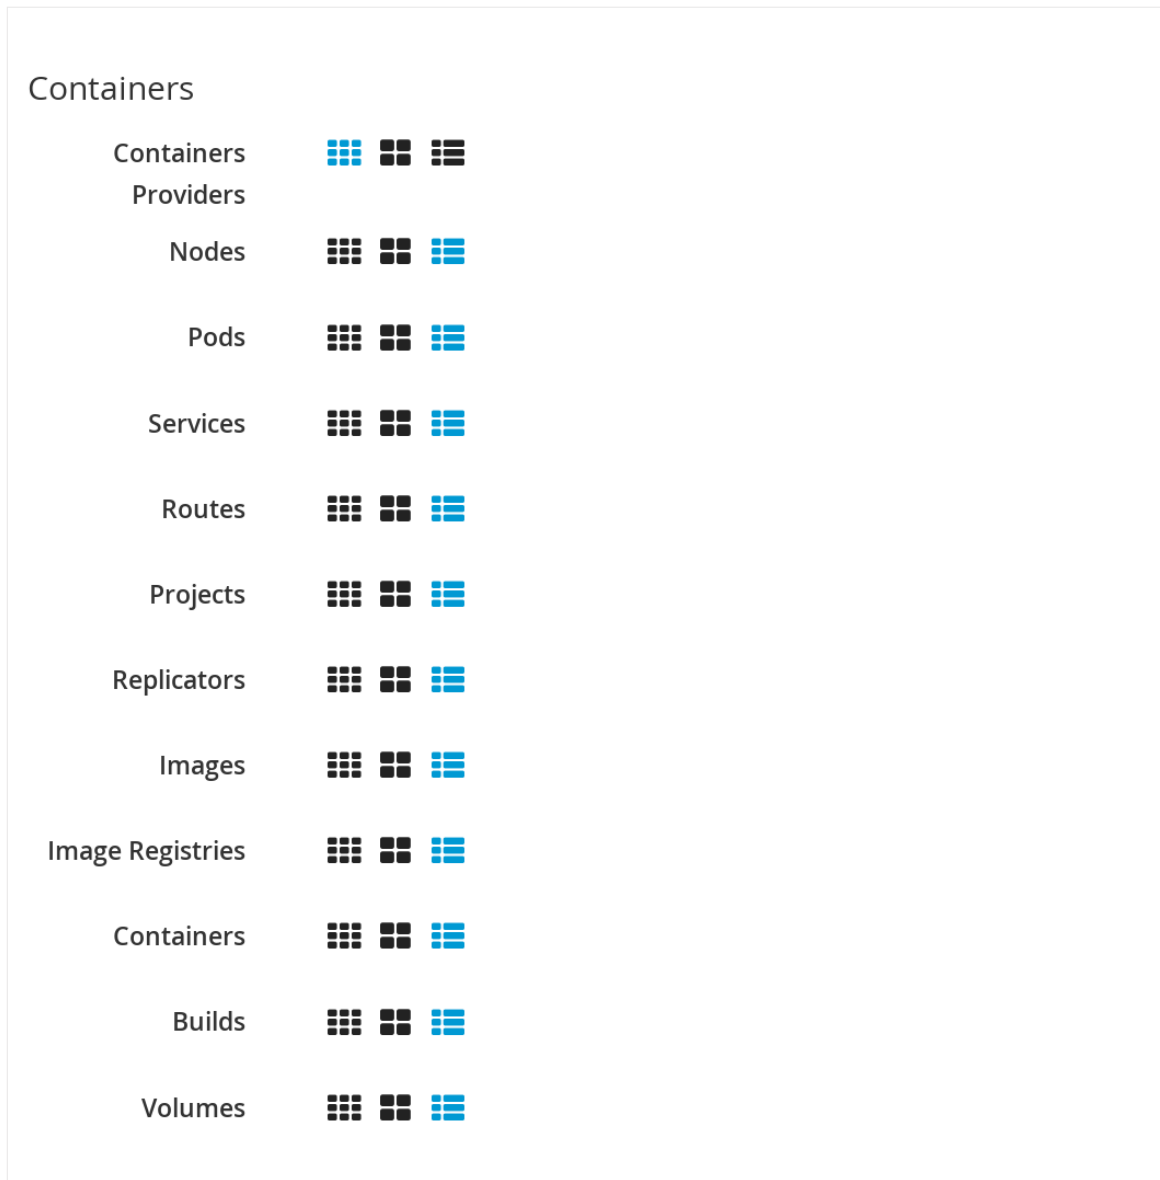 Containers
Containers
Providers
Nodes
Pods
Services
Routes
Projects
Replicators
Images
Image Registries
Containers
Builds
Volumes